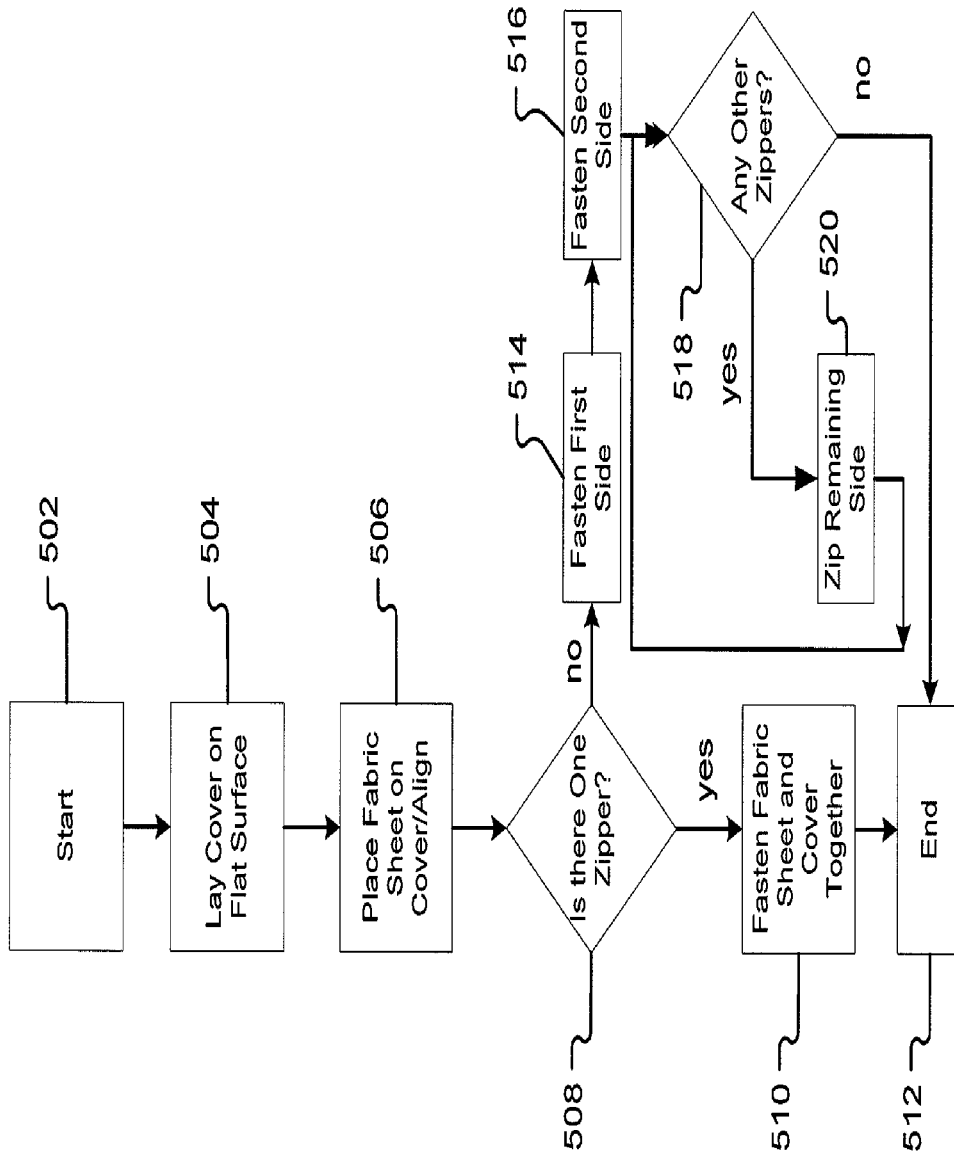 Start
502
Lay Cover on
Flat Surface
504
Place Fabric
Sheet on
Cover/Align
506
Is there One
Zipper?
508
yes
no
Fasten Fabric
Sheet and
Cover
Together
510
End
512
Fasten First
Side
514
Fasten Second
Side
516
Any Other
Zippers?
518
yes
no
Zip Remaining
Side
520